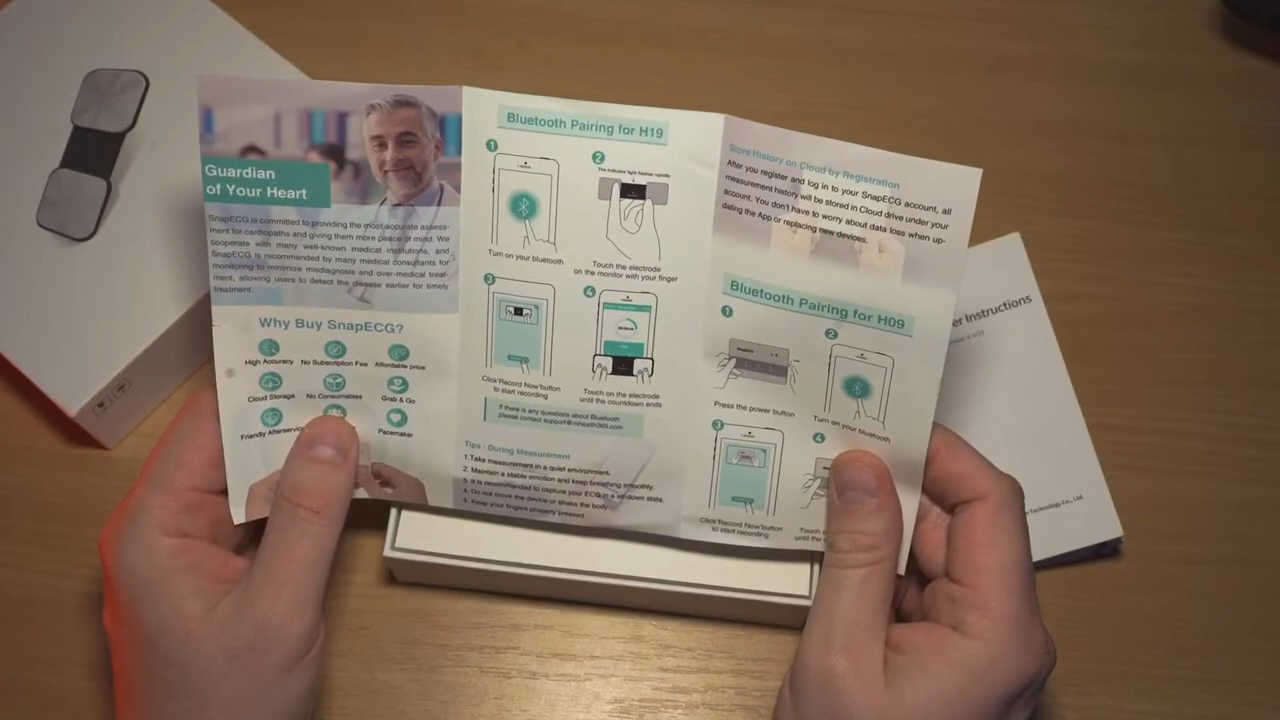 Guardian
of Your Heart
SnapECG is committed to providing the most accurate assess-
ment for cardiopaths and giving them more peace of mind. We
cooperate with many well-known medical institutions, and
SnapECG is recommended by many medical consultants for
monitoring to minimize misdiagnosis and over-medical treat-
ment, allowing users to detect the disease earlier for timely
treatment.
Why Buy SnapECG?
High Accuracy
No Subscription Fee
Affordable price
Cloud Storage
No Consumables
Grab & Go
Friendly Afterservice
Pacemaker
Bluetooth Pairing for H19
1
2
The indicator light flashes rapidly
Turn on your bluetooth
Touch the electrode
on the monitor with your finger
3
4
Click'Record Now'button
to start recording
Touch on the electrode
until the countdown ends
If there is any questions about Bluetooth
please contact support@mihealth365.com
Tips - During Measurement
1.Take measurement in a quiet environment.
2. Maintain a stable emotion and keep breathing smoothly.
3. It is recommended to capture your ECG in a sit-down state.
4. Do not move the device or shake the body.
5. Keep your fingers properly pressed.
Store History on Cloud by Registration
After you register and log in to your SnapECG account, all
measurement history will be stored in Cloud drive under your
account. You don't have to worry about data loss when up-
dating the App or replacing new devices.
Bluetooth Pairing for H09
1
2
Press the power button
Turn on your bluetooth
3
4
Click'Record Now'button
to start recording
Touch
until the
er Instructions
Technology Co., Ltd.